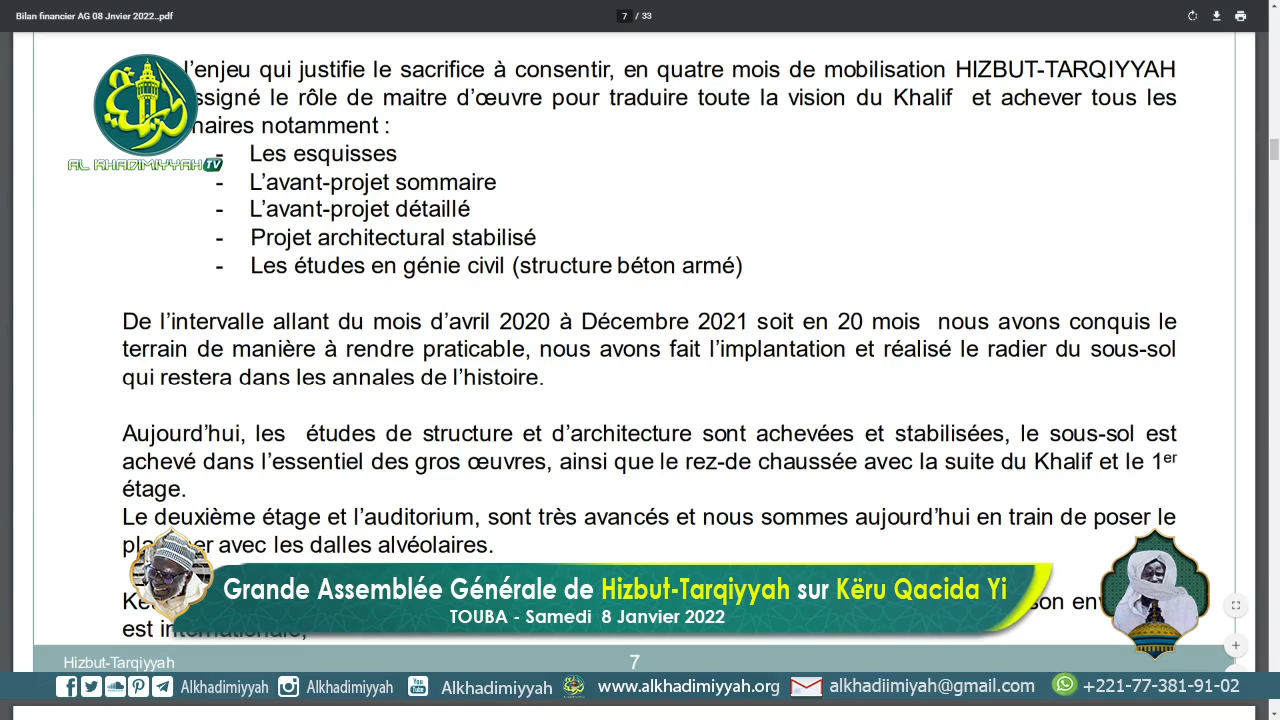 Bilan financier AG 08 Jnvier 2022..pdf
7 / 33
l’enjeu qui justifie le sacrifice à consentir, en quatre mois de mobilisation HIZBUT-TARQIYYAH
le rôle de maitre d’œuvre pour traduire toute la vision du Khalif et achever tous les
notamment :
- Les esquisses
- L’avant-projet sommaire
- L’avant-projet détaillé
- Projet architectural stabilisé
- Les études en génie civil (structure béton armé)
De l’intervalle allant du mois d’avril 2020 à Décembre 2021 soit en 20 mois nous avons conquis le
terrain de manière à rendre praticable, nous avons fait l’implantation et réalisé le radier du sous-sol
qui restera dans les annales de l’histoire.
Aujourd’hui, les études de structure et d’architecture sont achevées et stabilisées, le sous-sol est
achevé dans l’essentiel des gros œuvres, ainsi que le rez-de chaussée avec la suite du Khalif et le 1er
étage.
Le deuxième étage et l’auditorium, sont très avancés et nous sommes aujourd’hui en train de poser le
avec les dalles alvéolaires.
son
est
AL KHADIMIYYAH TV
Grande Assemblée Générale de Hizbut-Tarqiyyah sur Këru Qacida Yi
TOUBA - Samedi 8 Janvier 2022
Hizbut-Tarqiyyah
7
Alkhadimiyyah Alkhadimiyyah You Tube Alkhadimiyyah www.alkhadimiyyah.org alkhadiimiyah@gmail.com +221-77-381-91-02